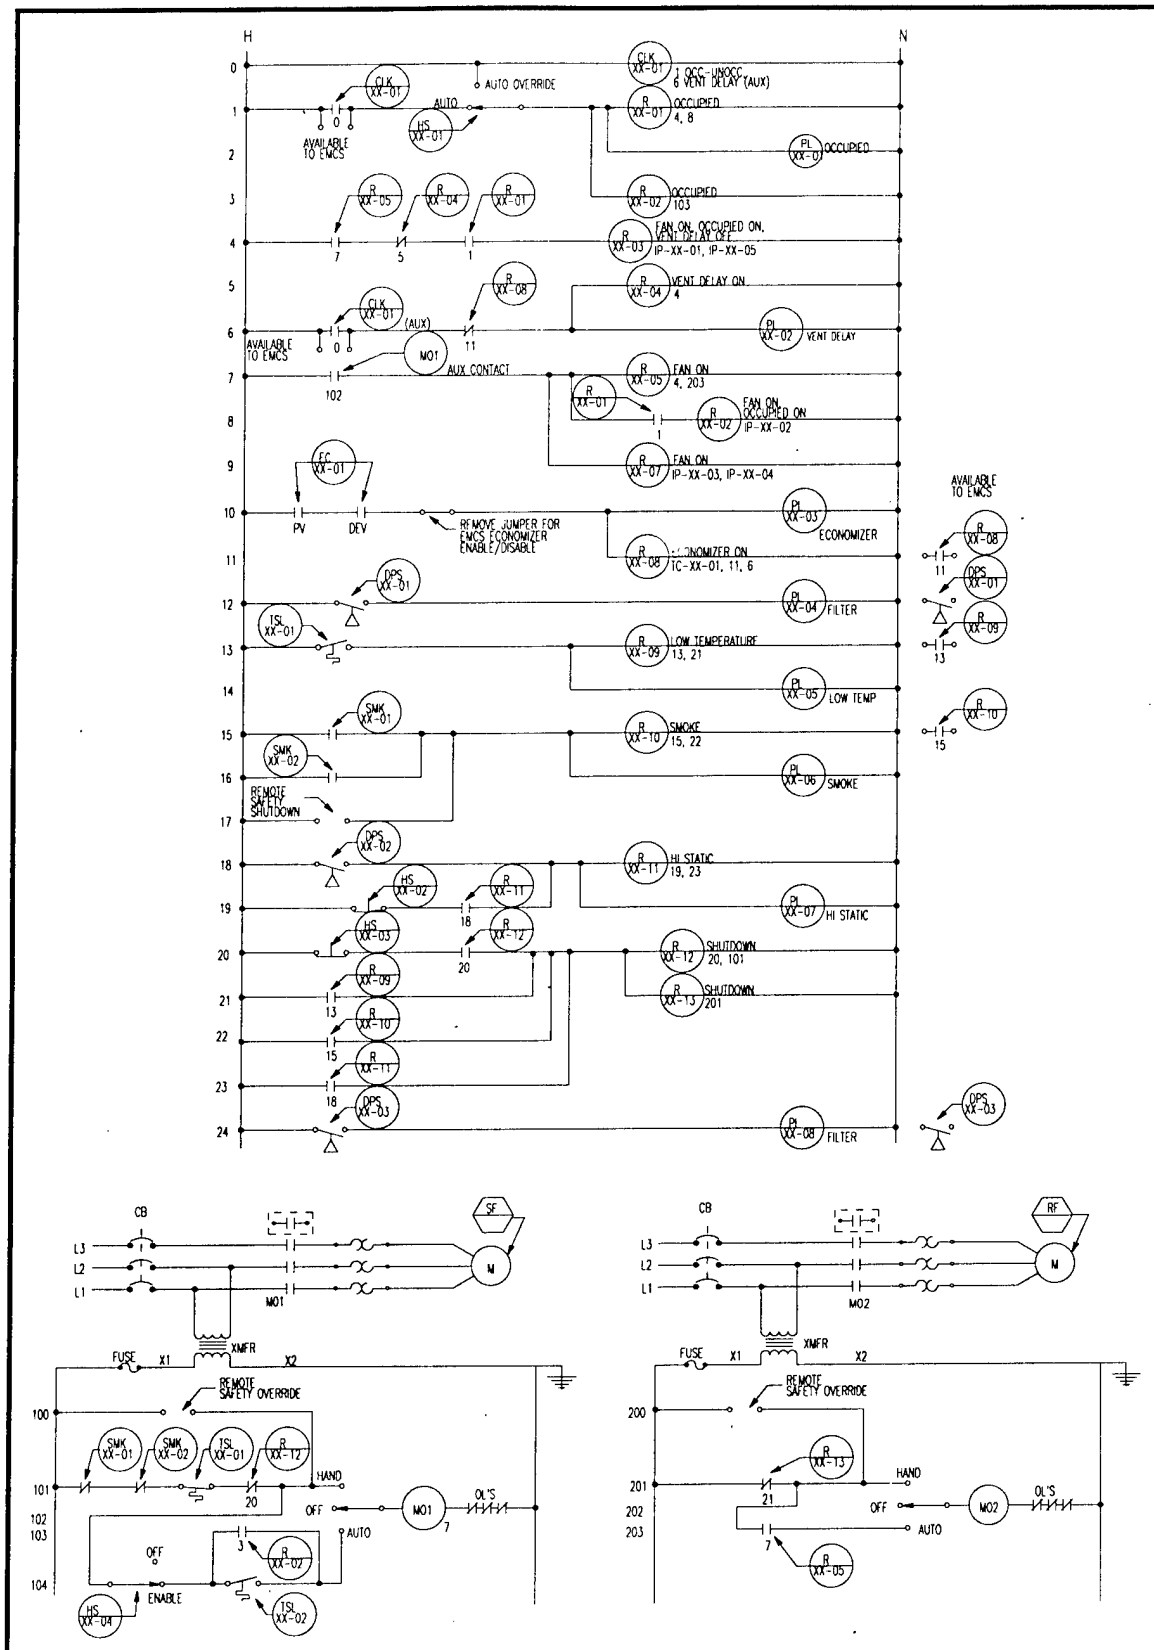 H
N
0
CLK
XX-01
1 OCC-UNOCC,
6 VENT DELAY (AUX)
AUTO OVERRIDE
CLK
XX-01
1
0
AUTO
HS
XX-01
R
XX-01
OCCUPIED
4, 8
AVAILABLE
TO EMCS
2
PL
XX-0
OCCUPIED
3
R
XX-02
OCCUPIED
103
R
XX-05
R
XX-04
R
XX-01
4
7
5
1
R
XX-03
FAN ON, OCCUPIED ON,
VENT DELAY OFF
IP-XX-01, IP-XX-05
5
R
XX-08
R
XX-04
VENT DELAY ON
4
CLK
XX-01
(AUX)
6
0
11
PL
XX-02
VENT DELAY
AVAILABLE
TO EMCS
M01
7
102
AUX CONTACT
R
XX-05
FAN ON
4, 203
R
XX-01
8
1
R
XX-02
FAN ON,
OCCUPIED ON
IP-XX-02
9
R
XX-07
FAN ON
IP-XX-03, IP-XX-04
EC
XX-01
10
PV
DEV
REMOVE JUMPER FOR
EMCS ECONOMIZER
ENABLE/DISABLE
PL
XX-03
ECONOMIZER
AVAILABLE
TO EMCS
11
R
XX-08
ECONOMIZER ON
TC-XX-01, 11, 6
R
XX-08
11
12
DPS
XX-01
PL
XX-04
FILTER
DPS
XX-01
TSL
XX-01
13
R
XX-09
LOW TEMPERATURE
13, 21
R
XX-09
13
14
PL
XX-05
LOW TEMP
15
SMK
XX-01
R
XX-10
SMOKE
15, 22
R
XX-10
15
SMK
XX-02
16
PL
XX-06
SMOKE
REMOTE
SAFETY
SHUTDOWN
17
18
DPS
XX-02
R
XX-11
HI STATIC
19, 23
19
HS
XX-02
R
XX-11
18
PL
XX-07
HI STATIC
20
HS
XX-03
R
XX-12
20
R
XX-12
SHUTDOWN
20, 101
21
R
XX-09
13
R
XX-13
SHUTDOWN
201
22
R
XX-10
15
23
R
XX-11
18
24
DPS
XX-03
PL
XX-08
FILTER
DPS
XX-03
CB
SF
L3
L2
L1
M
M01
XMFR
FUSE
X1
X2
REMOTE
SAFETY OVERRIDE
100
SMK
XX-01
SMK
XX-02
TSL
XX-01
R
XX-12
101
20
HAND
102
OFF
M01
7
OL'S
103
3
R
XX-02
AUTO
OFF
104
ENABLE
HS
XX-04
TSL
XX-02
CB
RF
L3
L2
L1
M
M02
XMFR
FUSE
X1
X2
REMOTE
SAFETY OVERRIDE
200
R
XX-13
201
21
HAND
202
OFF
M02
OL'S
203
7
AUTO
R
XX-05